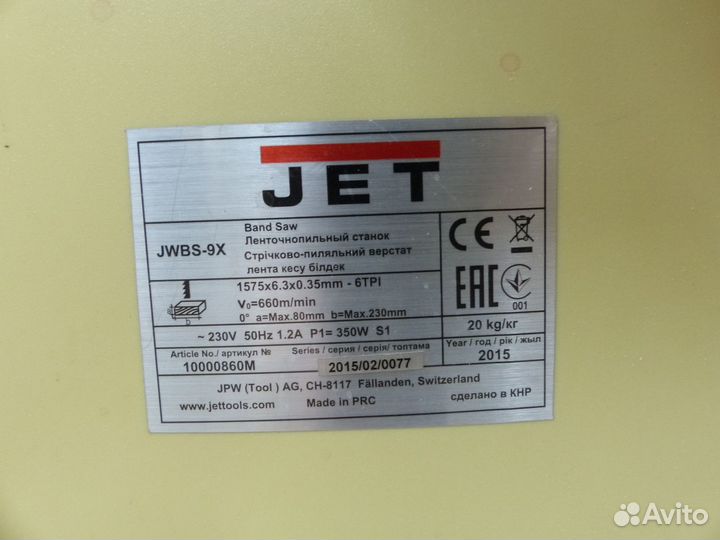 JET
JWBS-9X
Band Saw
Ленточнопильный станок
Стрічково-пиляльний верстат
лента кесу білдек
CE
EAC
001
1575x6.3x0.35mm - 6TPI
V₀=660m/min
0° a=Max.80mm b=Max.230mm
b
~ 230V 50Hz 1.2A P1= 350W S1
20 kg/кг
Article No./ артикул №
10000860M
Series / серия / серія/ топтама
2015/02/0077
Year / год / рік / жыл
2015
JPW (Tool ) AG, CH-8117 Fällanden, Switzerland
www.jettools.com
Made in PRC
сделано в КНР
Avito